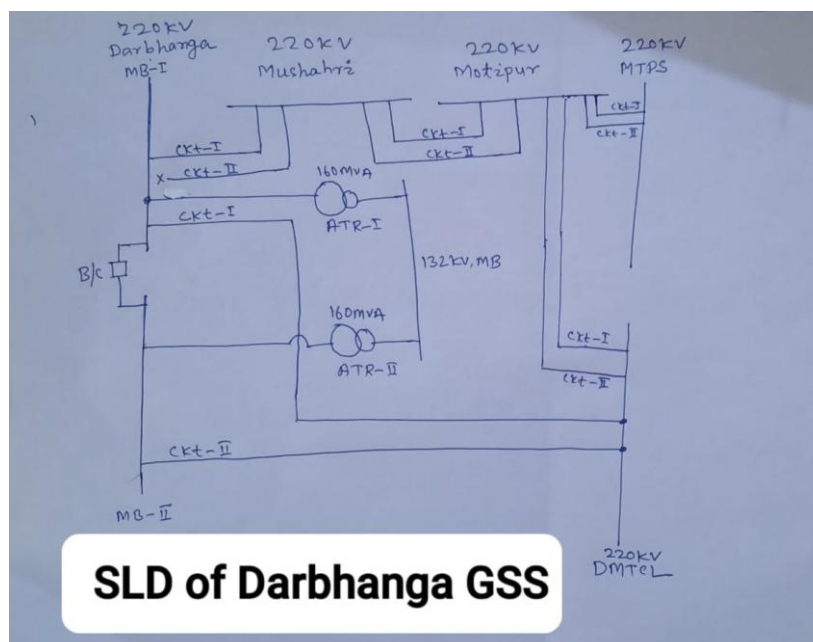 220KV
Darbhanga
MB-I
220KV
Mushahri
220KV
Motipur
220KV
MTPS
CKt-I
CKt-II
CKt-I
CKt-II
CKt-I
CKt-II
x
160MVA
ATR-I
CKt-I
B/C
132KV, MB
160MVA
ATR-II
CKt-I
CKt-II
CKt-II
MB-II
220KV
DMTCL
SLD of Darbhanga GSS